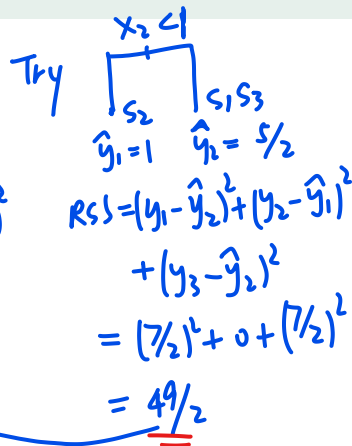 x₂ < 1
Try
S₂
S₁ S₃
ŷ₁ = 1
ŷ₂ = 5/2
RSS = (y₁ - ŷ₂)² + (y₂ - ŷ₁)²
+ (y₃ - ŷ₂)²
= (7/2)² + 0 + (7/2)²
= 49/2